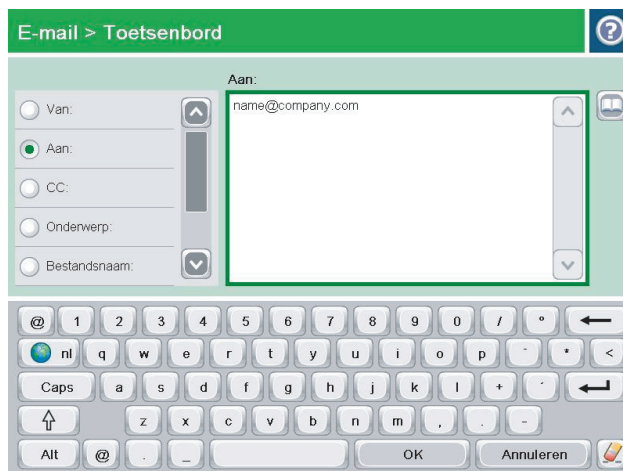 E-mail > Toetsenbord
?
Aan:
Van:
name@company.com
Aan:
CC:
Onderwerp:
Bestandsnaam:
@ 1 2 3 4 5 6 7 8 9 0 / °
nl q w e r t y u i o p ¨ * <
Caps a s d f g h j k l + ´
z x c v b n m , . -
Alt @ . _ OK Annuleren